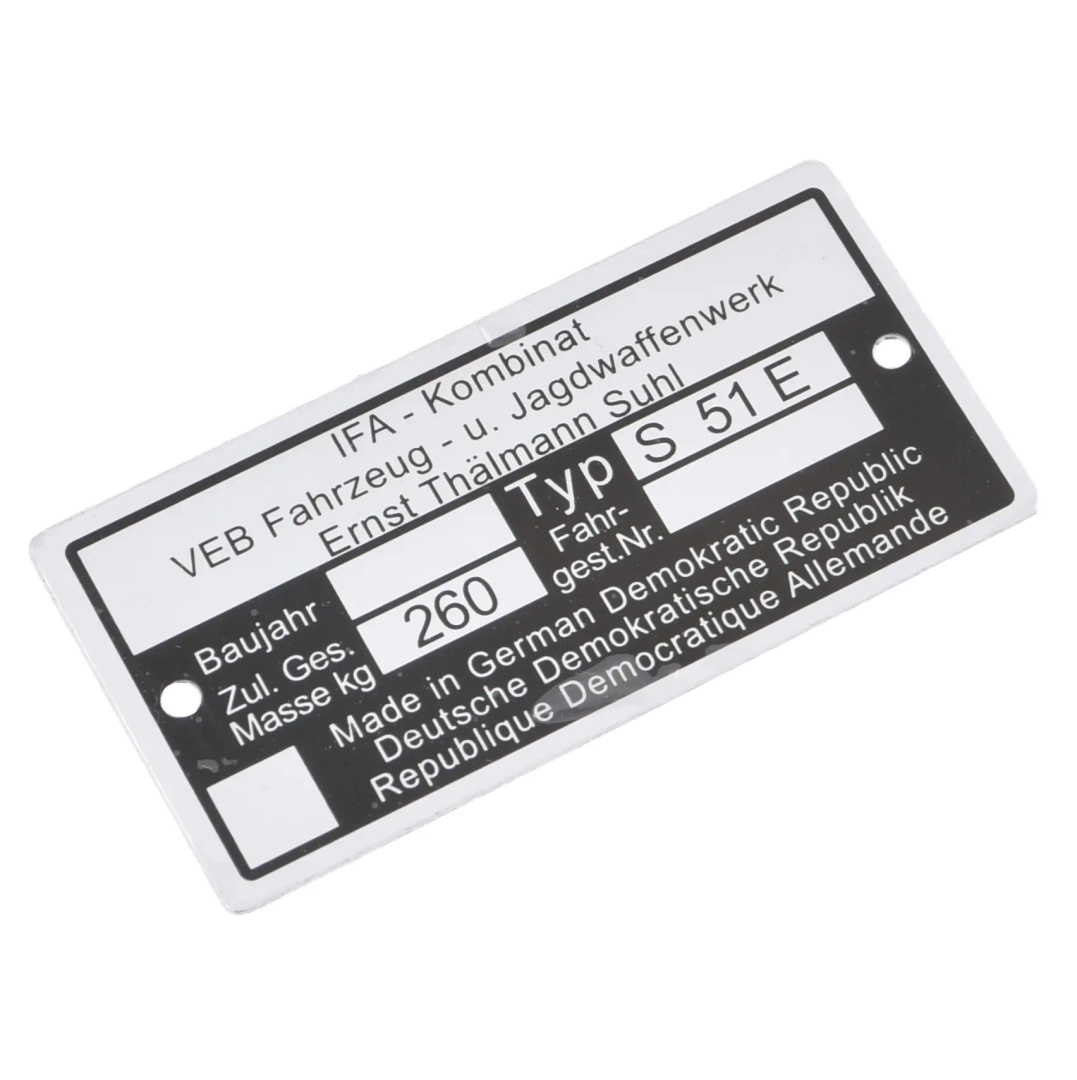 IFA - Kombinat
VEB Fahrzeug - u. Jagdwaffenwerk
Ernst Thälmann Suhl
Baujahr
Typ S 51 E
Zul. Ges.
Masse kg 260
Fahr-
gest.Nr.
Made in German Demokratic Republic
Deutsche Demokratische Republik
Republique Democratique Allemande